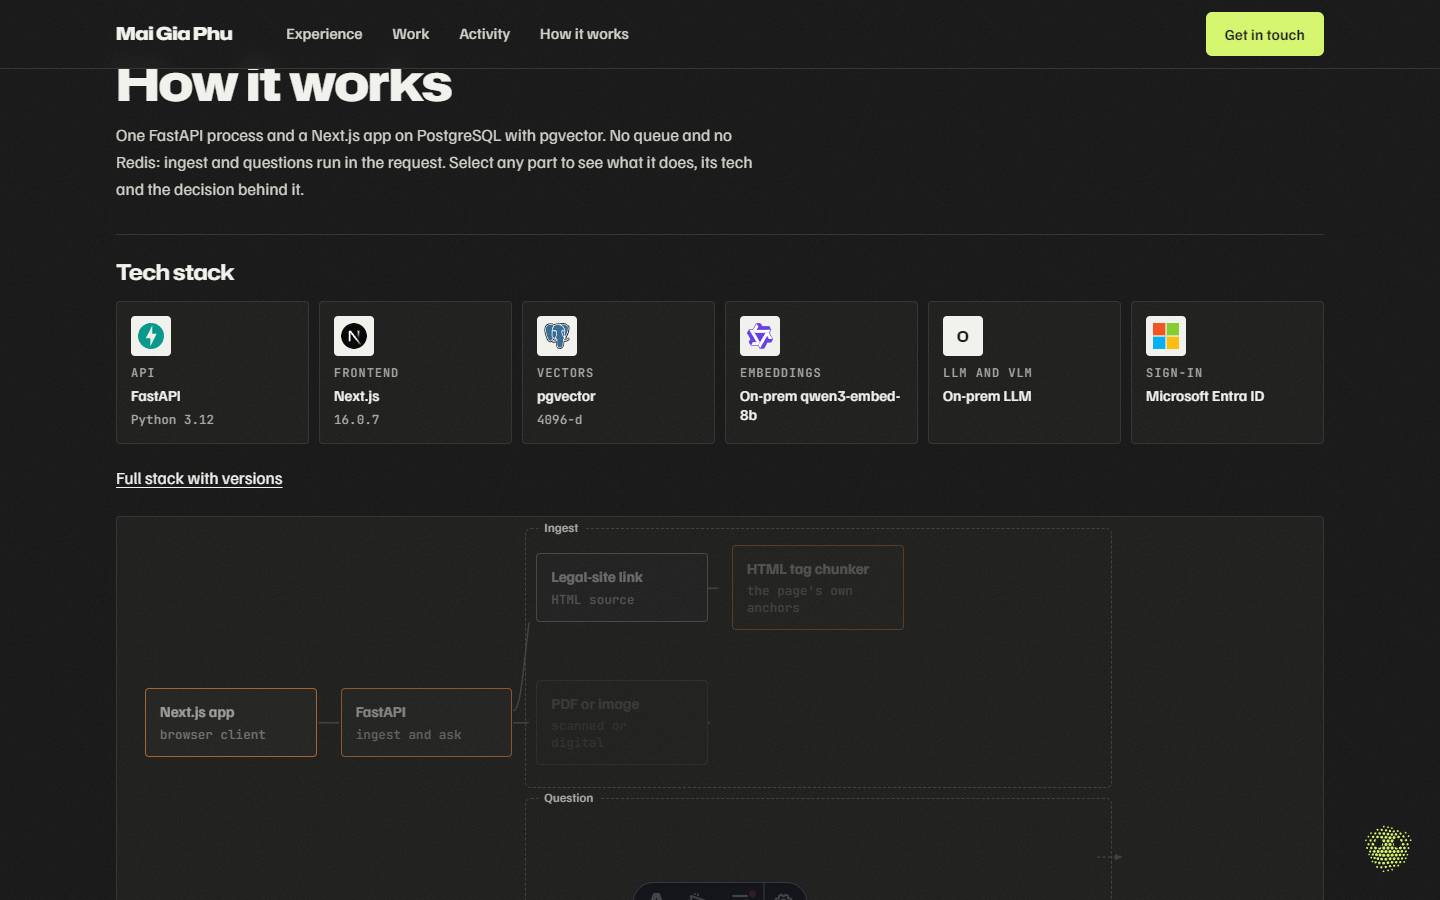 Mai Gia Phu
Experience
Work
Activity
How it works
Get in touch
How it works
One FastAPI process and a Next.js app on PostgreSQL with pgvector. No queue and no
Redis: ingest and questions run in the request. Select any part to see what it does, its tech
and the decision behind it.
Tech stack
API
FastAPI
Python 3.12
FRONTEND
Next.js
16.0.7
VECTORS
pgvector
4096-d
EMBEDDINGS
On-prem qwen3-embed-
8b
O
LLM AND VLM
On-prem LLM
SIGN-IN
Microsoft Entra ID
Full stack with versions
Ingest
Legal-site link
HTML source
HTML tag chunker
the page's own
anchors
Next.js app
browser client
FastAPI
ingest and ask
PDF or image
scanned or
digital
Question